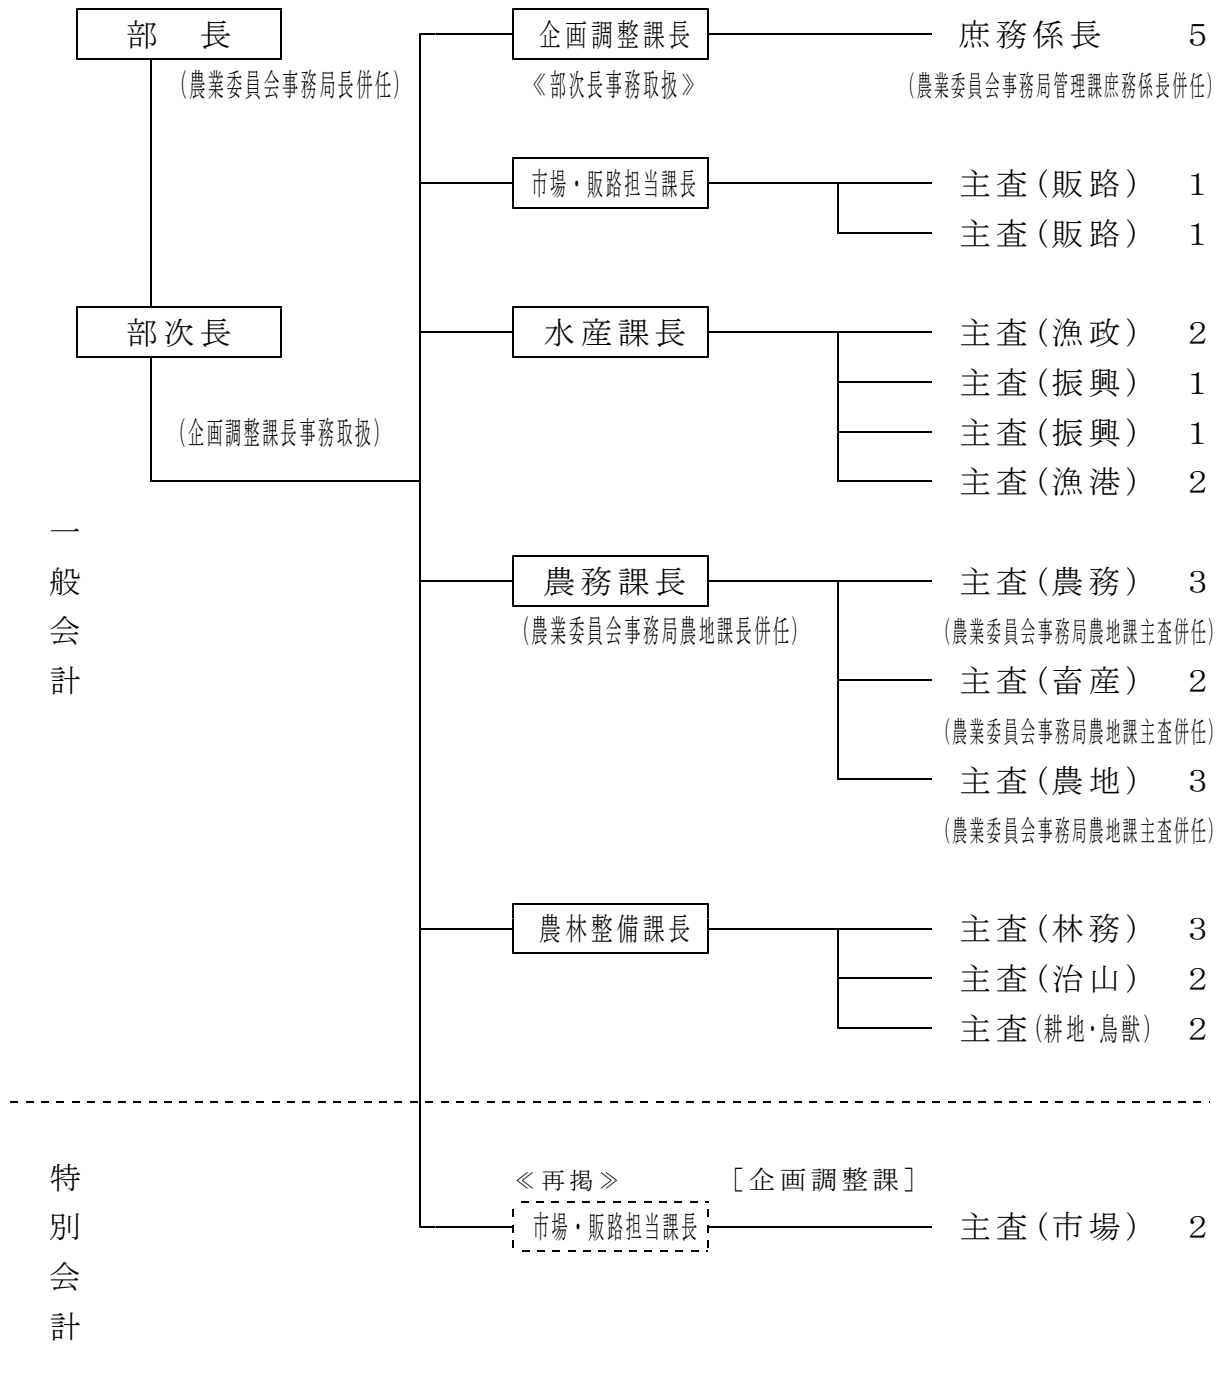 部　長
(農業委員会事務局長併任)
部次長
(企画調整課長事務取扱)
一般会計
企画調整課長
《部次長事務取扱》
庶務係長　5
(農業委員会事務局管理課庶務係長併任)
市場・販路担当課長
主査(販路)　1
主査(販路)　1
水産課長
主査(漁政)　2
主査(振興)　1
主査(振興)　1
主査(漁港)　2
農務課長
(農業委員会事務局農地課長併任)
主査(農務)　3
(農業委員会事務局農地課主査併任)
主査(畜産)　2
(農業委員会事務局農地課主査併任)
主査(農地)　3
(農業委員会事務局農地課主査併任)
農林整備課長
主査(林務)　3
主査(治山)　2
主査(耕地・鳥獣)　2
特別会計
≪再掲≫　［企画調整課］
市場・販路担当課長
主査(市場)　2